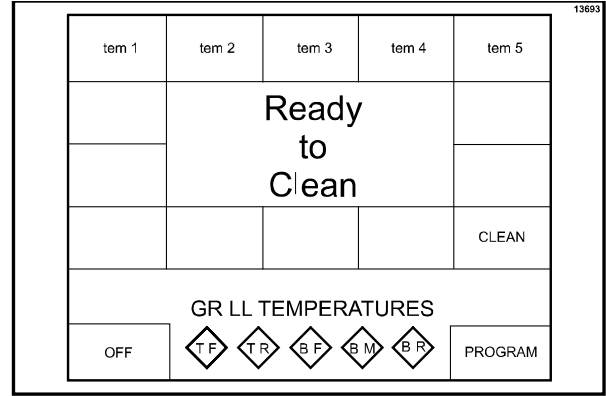 13693
tem 1 tem 2 tem 3 tem 4 tem 5
Ready
to
Clean
CLEAN
GR LL TEMPERATURES
OFF T F T R B F B M B R PROGRAM